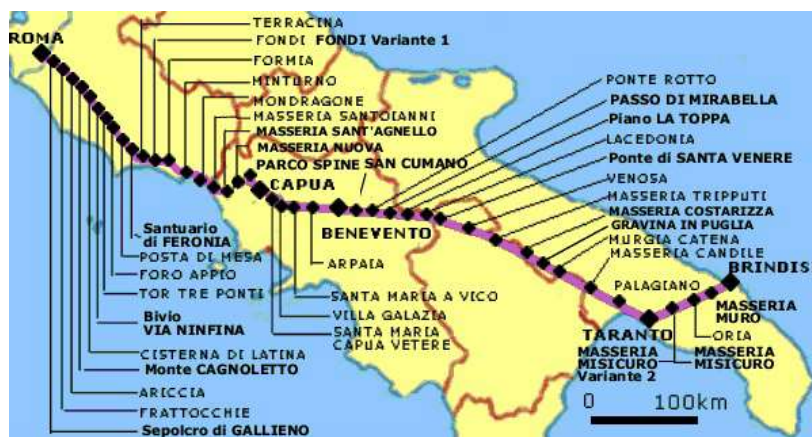 TERRACINA
ROMA
FONDI FONDI Variante 1
FORMIA
MINTURNO
MONDRAGONE
MASSERIA SANTOIANNI
MASSERIA SANT'AGNELLO
MASSERIA NUOVA
PARCO SPINE SAN CUMANO
CAPUA
PONTE ROTTO
PASSO DI MIRABELLA
Piano LA TOPPA
LACEDONIA
Ponte di SANTA VENERE
VENOSA
MASSERIA TRIPPUTI
MASSERIA COSTARIZZA
GRAVINA IN PUGLIA
MURGIA CATENA
MASSERIA CANDILE
BRINDIS
PALAGIANO
MASSERIA
MURO
ORIA
TARANTO
MASSERIA
MISICURO
Variante 2
MASSERIA
MISICURO
BENEVENTO
ARPAIA
SANTA MARIA A VICO
VILLA GALAZIA
SANTA MARIA
CAPUA VETERE
Santuario
di FERONIA
POSTA DI MESA
FORO APPIO
TOR TRE PONTI
Bivio
VIA NINFINA
CISTERNA DI LATINA
Monte CAGNOLETTO
ARICCIA
FRATTOCCHIE
Sepolcro di GALLIENO
0 100km